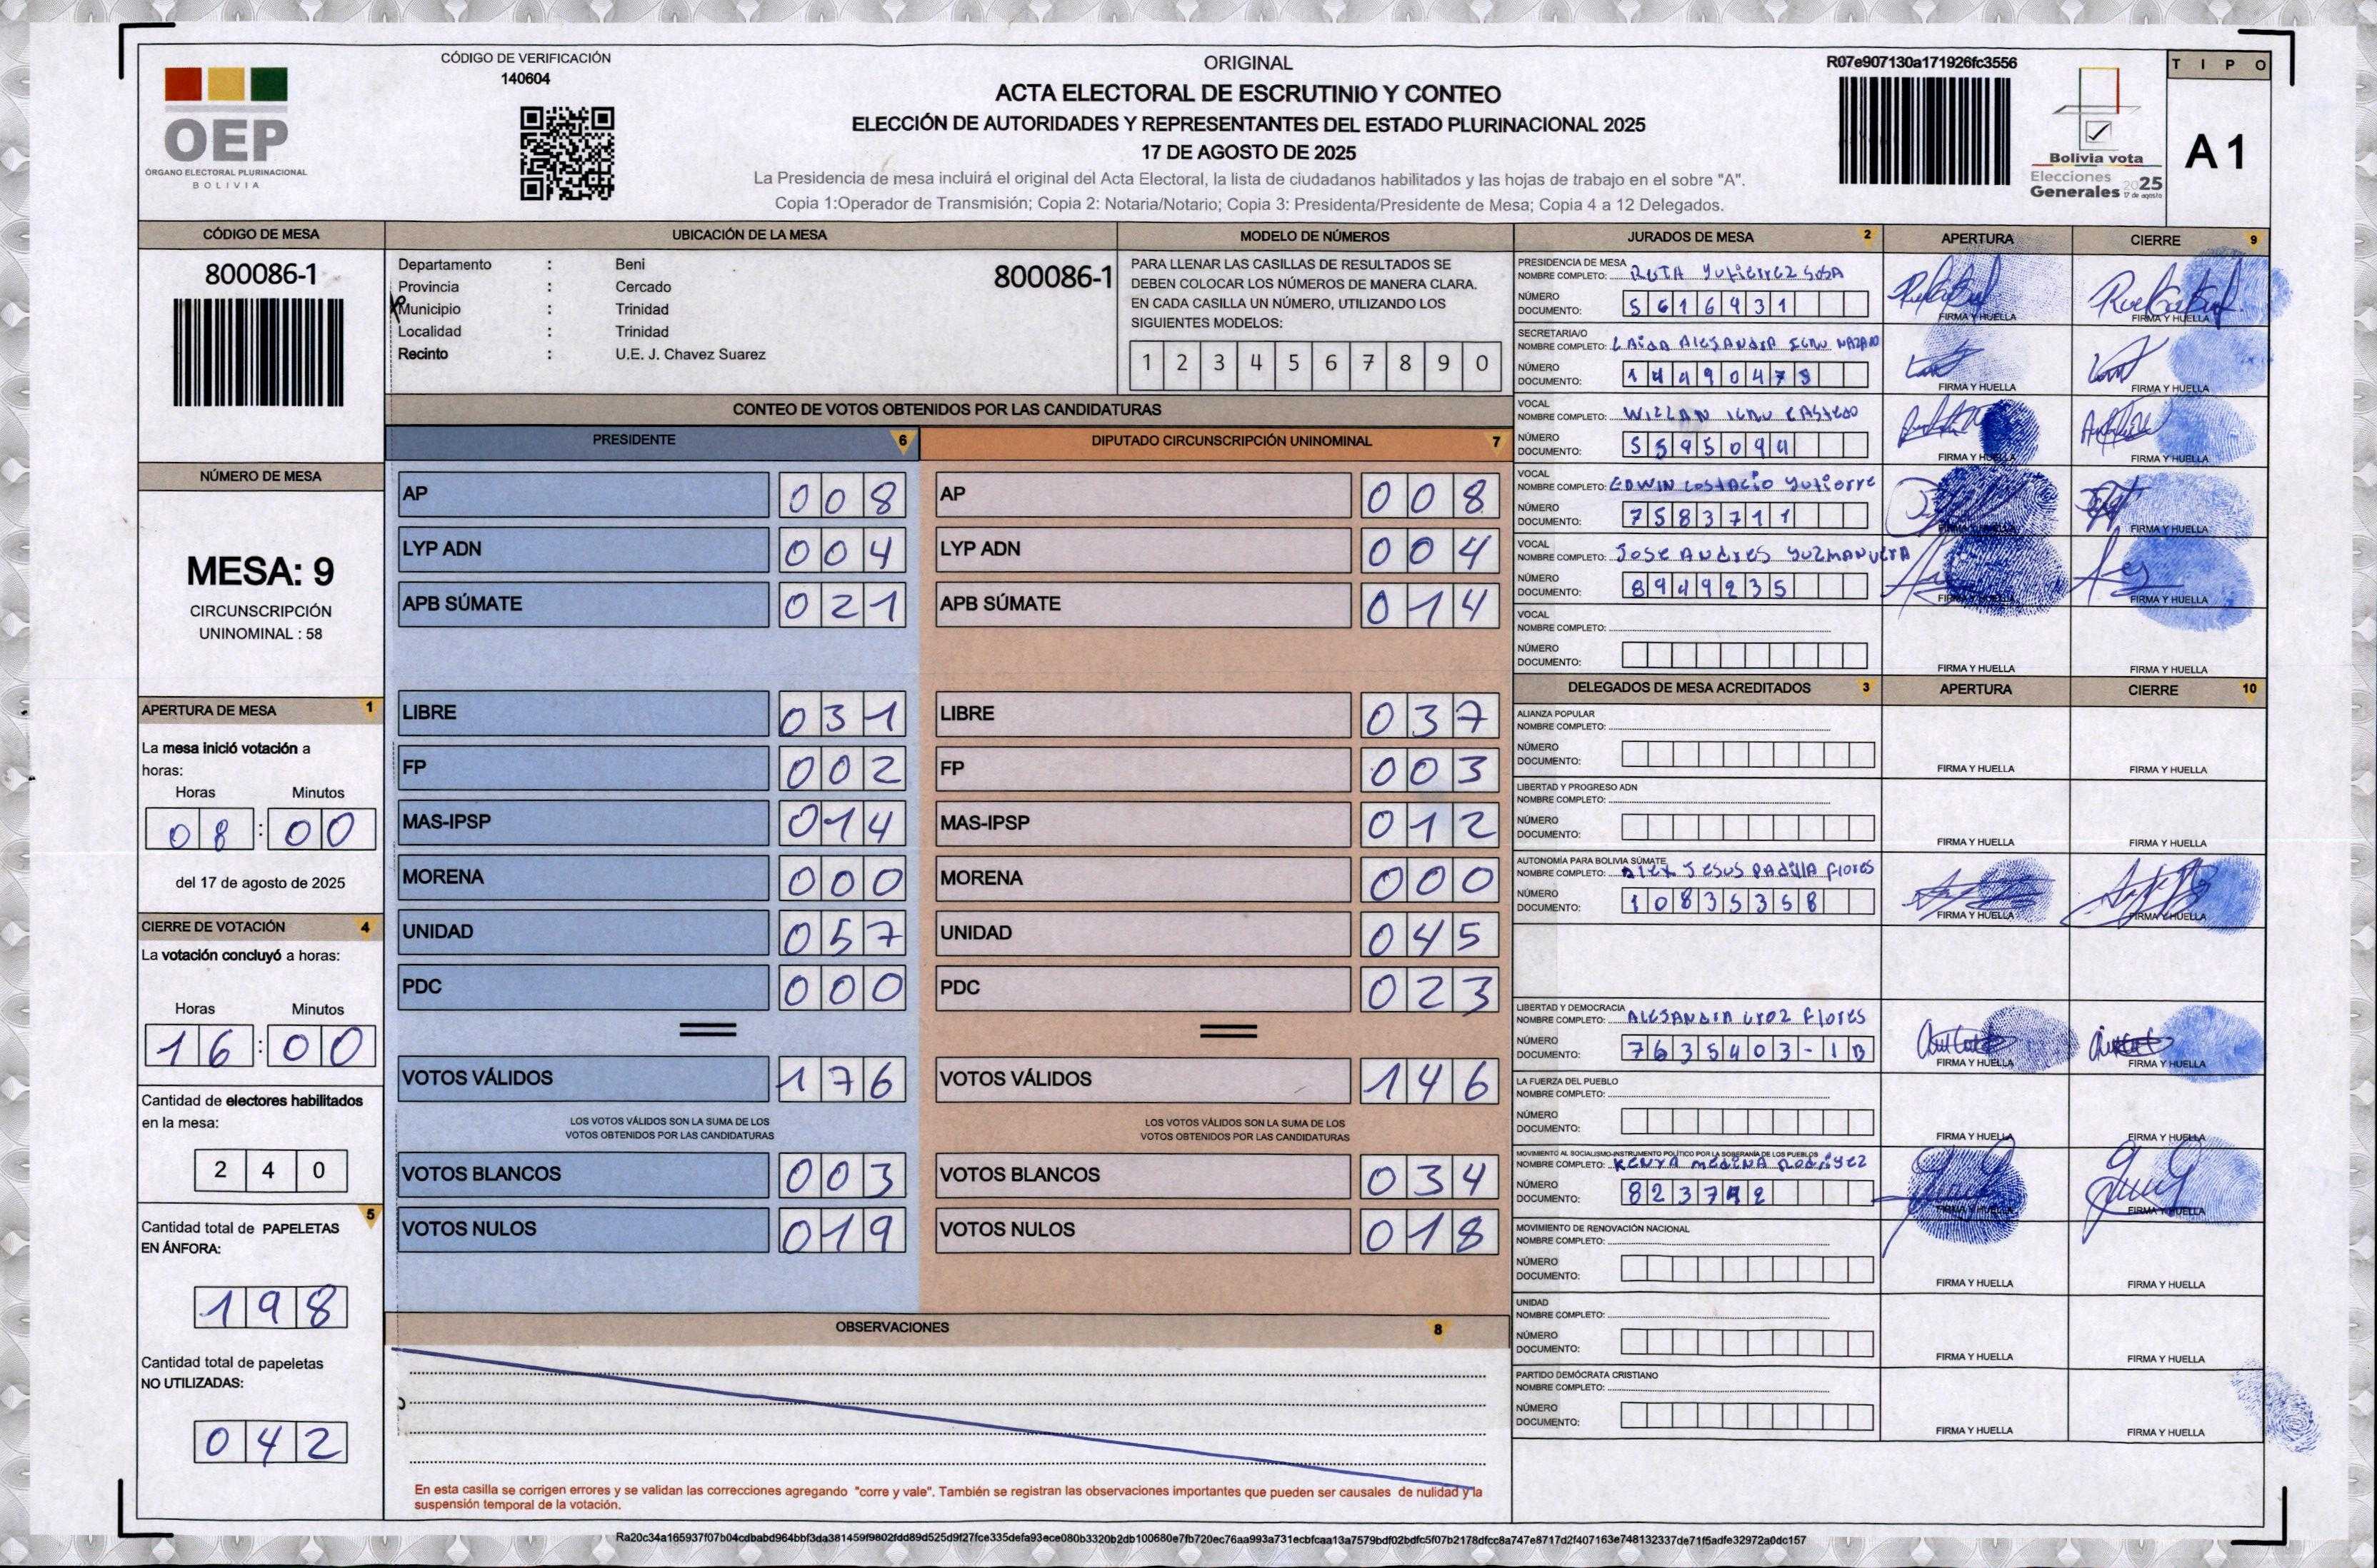 CÓDIGO DE VERIFICACIÓN
140604
OEP
ÓRGANO ELECTORAL PLURINACIONAL
BOLIVIA
ORIGINAL
ACTA ELECTORAL DE ESCRUTINIO Y CONTEO
ELECCIÓN DE AUTORIDADES Y REPRESENTANTES DEL ESTADO PLURINACIONAL 2025
17 DE AGOSTO DE 2025
La Presidencia de mesa incluirá el original del Acta Electoral, la lista de ciudadanos habilitados y las hojas de trabajo en el sobre "A".
Copia 1:Operador de Transmisión; Copia 2: Notaria/Notario; Copia 3: Presidenta/Presidente de Mesa; Copia 4 a 12 Delegados.
R07e907130a171926fc3556
Bolivia vota
Elecciones
Generales 2025
17 de agosto
TIPO
A1
CÓDIGO DE MESA
800086-1
NÚMERO DE MESA
MESA: 9
CIRCUNSCRIPCIÓN
UNINOMINAL : 58
APERTURA DE MESA 1
La mesa inició votación a
horas:
Horas Minutos
08 : 00
del 17 de agosto de 2025
CIERRE DE VOTACIÓN 4
La votación concluyó a horas:
Horas Minutos
16 : 00
Cantidad de electores habilitados
en la mesa:
240
5
Cantidad total de PAPELETAS
EN ÁNFORA:
198
Cantidad total de papeletas
NO UTILIZADAS:
042
UBICACIÓN DE LA MESA
Departamento : Beni
800086-1
Provincia : Cercado
Municipio : Trinidad
Localidad : Trinidad
Recinto : U.E. J. Chavez Suarez
MODELO DE NÚMEROS
PARA LLENAR LAS CASILLAS DE RESULTADOS SE
DEBEN COLOCAR LOS NÚMEROS DE MANERA CLARA.
EN CADA CASILLA UN NÚMERO, UTILIZANDO LOS
SIGUIENTES MODELOS:
1 2 3 4 5 6 7 8 9 0
CONTEO DE VOTOS OBTENIDOS POR LAS CANDIDATURAS
PRESIDENTE 6
AP 008
LYP ADN 004
APB SÚMATE 021
LIBRE 031
FP 002
MAS-IPSP 014
MORENA 000
UNIDAD 057
PDC 000
VOTOS VÁLIDOS 176
LOS VOTOS VÁLIDOS SON LA SUMA DE LOS
VOTOS OBTENIDOS POR LAS CANDIDATURAS
VOTOS BLANCOS 003
VOTOS NULOS 019
DIPUTADO CIRCUNSCRIPCIÓN UNINOMINAL 7
AP 008
LYP ADN 004
APB SÚMATE 014
LIBRE 037
FP 003
MAS-IPSP 012
MORENA 000
UNIDAD 045
PDC 023
VOTOS VÁLIDOS 146
LOS VOTOS VÁLIDOS SON LA SUMA DE LOS
VOTOS OBTENIDOS POR LAS CANDIDATURAS
VOTOS BLANCOS 034
VOTOS NULOS 018
OBSERVACIONES 8
En esta casilla se corrigen errores y se validan las correcciones agregando "corre y vale". También se registran las observaciones importantes que pueden ser causales de nulidad y la
suspensión temporal de la votación.
JURADOS DE MESA 2 APERTURA CIERRE 9
PRESIDENCIA DE MESA
NOMBRE COMPLETO: RUTH Yutierrez SOSA
NÚMERO
DOCUMENTO: 5616931
FIRMA Y HUELLA FIRMA Y HUELLA
SECRETARIA/O
NOMBRE COMPLETO: LAIDA ALEJANDRA
NÚMERO
DOCUMENTO: 14490475
FIRMA Y HUELLA FIRMA Y HUELLA
VOCAL
NOMBRE COMPLETO: WILLAN
NÚMERO
DOCUMENTO: 5595094
FIRMA Y HUELLA FIRMA Y HUELLA
VOCAL
NOMBRE COMPLETO: EDWIN Yutierre
NÚMERO
DOCUMENTO: 7583711
FIRMA Y HUELLA FIRMA Y HUELLA
VOCAL
NOMBRE COMPLETO: JOSE ANDRES
NÚMERO
DOCUMENTO: 8949235
FIRMA Y HUELLA FIRMA Y HUELLA
VOCAL
NOMBRE COMPLETO:
NÚMERO
DOCUMENTO:
FIRMA Y HUELLA FIRMA Y HUELLA
DELEGADOS DE MESA ACREDITADOS 3 APERTURA CIERRE 10
ALIANZA POPULAR
NOMBRE COMPLETO:
NÚMERO
DOCUMENTO:
FIRMA Y HUELLA FIRMA Y HUELLA
LIBERTAD Y PROGRESO ADN
NOMBRE COMPLETO:
NÚMERO
DOCUMENTO:
FIRMA Y HUELLA FIRMA Y HUELLA
AUTONOMÍA PARA BOLIVIA SÚMATE
NOMBRE COMPLETO: ALEX JESUS PADILLA FLORES
NÚMERO
DOCUMENTO: 10835358
FIRMA Y HUELLA FIRMA Y HUELLA
LIBERTAD Y DEMOCRACIA
NOMBRE COMPLETO: ALEJANDRA CROZ FLORES
NÚMERO
DOCUMENTO: 7635403-1B
FIRMA Y HUELLA FIRMA Y HUELLA
LA FUERZA DEL PUEBLO
NOMBRE COMPLETO:
NÚMERO
DOCUMENTO:
FIRMA Y HUELLA FIRMA Y HUELLA
MOVIMIENTO AL SOCIALISMO-INSTRUMENTO POLÍTICO POR LA SOBERANÍA DE LOS PUEBLOS
NOMBRE COMPLETO: KENYA MEDINA
NÚMERO
DOCUMENTO:
FIRMA Y HUELLA FIRMA Y HUELLA
MOVIMIENTO DE RENOVACIÓN NACIONAL
NOMBRE COMPLETO:
NÚMERO
DOCUMENTO:
FIRMA Y HUELLA FIRMA Y HUELLA
UNIDAD
NOMBRE COMPLETO:
NÚMERO
DOCUMENTO:
FIRMA Y HUELLA FIRMA Y HUELLA
PARTIDO DEMÓCRATA CRISTIANO
NOMBRE COMPLETO:
NÚMERO
DOCUMENTO:
FIRMA Y HUELLA FIRMA Y HUELLA